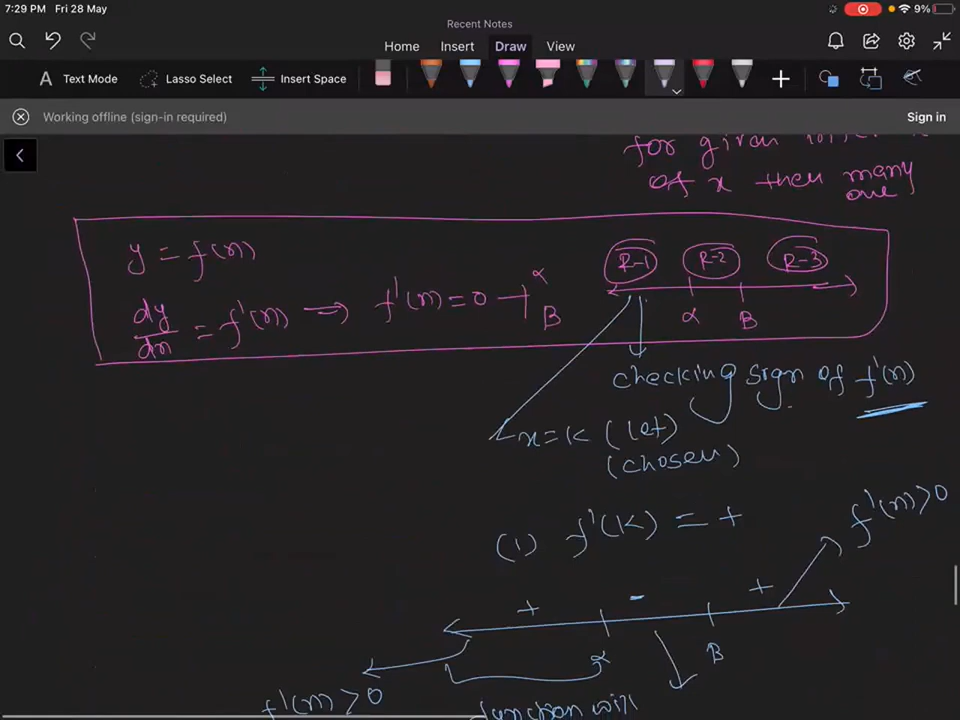 7:29 PM Fri 28 May
9%
Recent Notes
Home Insert Draw View
Text Mode Lasso Select Insert Space
Working offline (sign-in required) Sign in
for given
of x then many
one
y = f(n)
R-1 R-2 R-3
dy/dn = f'(n) ⇒ f'(n) = 0 α
B
α B
checking sign of f'(n)
x = K (let)
(chosen)
f'(n) > 0
(1) f'(K) = +
+ - +
α B
f'(n) > 0
function will